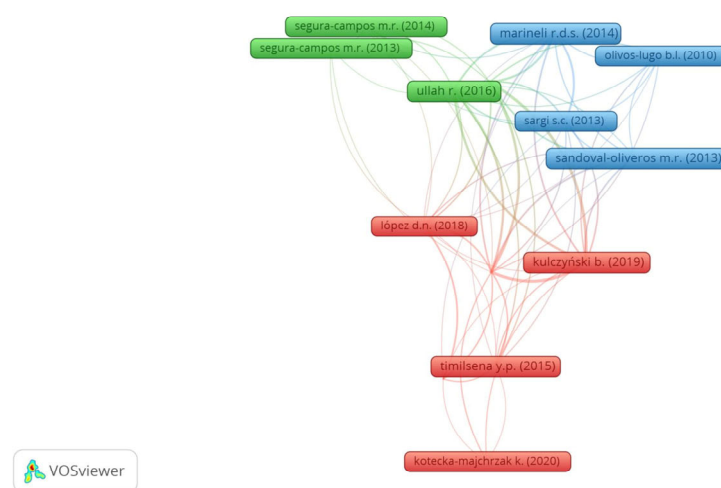 segura-campos m.r. (2014)
segura-campos m.r. (2013)
marineli r.d.s. (2014)
olivos-lugo b.l. (2010)
ullah r. (2016)
sargi s.c. (2013)
sandoval-oliveros m.r. (2013)
lópez d.n. (2018)
kulczyński b. (2019)
timilsena y.p. (2015)
kotecka-majchrzak k. (2020)
VOSviewer